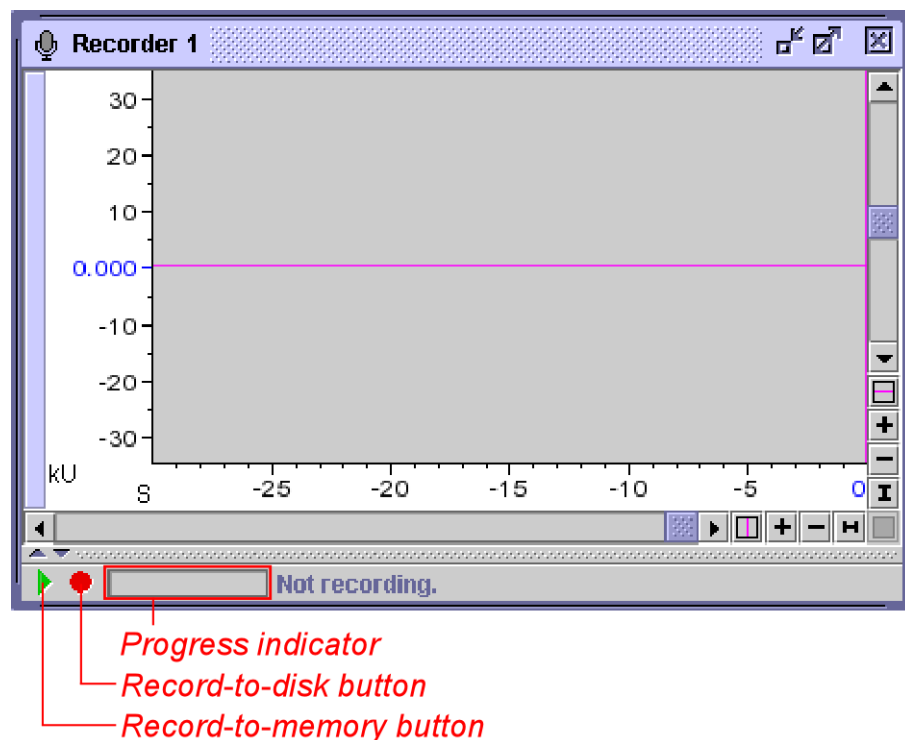 Recorder 1
30
20
10
0.000
-10
-20
-30
kU
S -25 -20 -15 -10 -5 0
Not recording.
Progress indicator
Record-to-disk button
Record-to-memory button